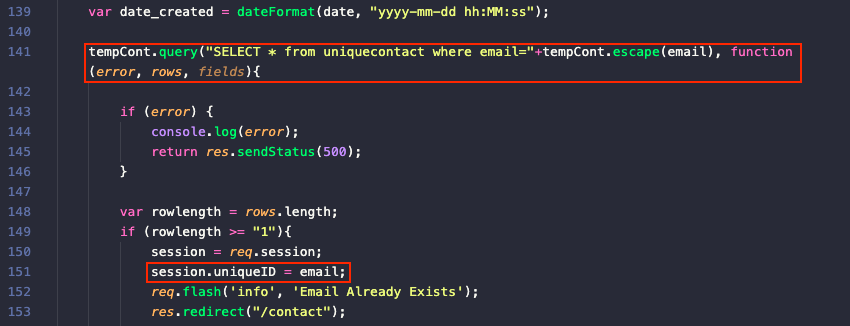 139 var date_created = dateFormat(date, "yyyy-mm-dd hh:MM:ss");
140
141 tempCont.query("SELECT * from uniquecontact where email="+tempCont.escape(email), function
(error, rows, fields){
142
143 if (error) {
144 console.log(error);
145 return res.sendStatus(500);
146 }
147
148 var rowlength = rows.length;
149 if (rowlength >= "1"){
150 session = req.session;
151 session.uniqueID = email;
152 req.flash('info', 'Email Already Exists');
153 res.redirect("/contact");